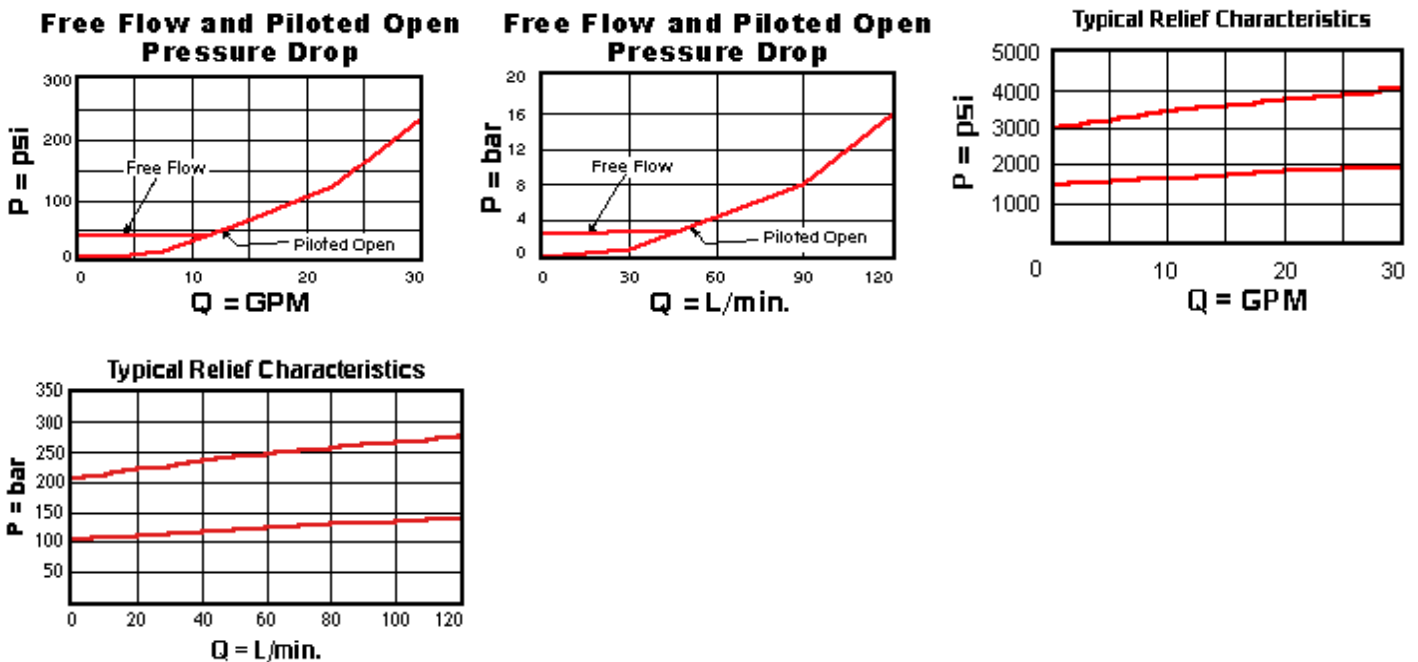 Free Flow and Piloted Open
Pressure Drop
300
200
100
0
P = psi
Free Flow
Piloted Open
0 10 20 30
Q = GPM
Free Flow and Piloted Open
Pressure Drop
20
16
12
8
4
0
P = bar
Free Flow
Piloted Open
0 30 60 90 120
Q = L/min.
Typical Relief Characteristics
5000
4000
3000
2000
1000
P = psi
0 10 20 30
Q = GPM
Typical Relief Characteristics
350
300
250
200
150
100
50
P = bar
0 20 40 60 80 100 120
Q = L/min.